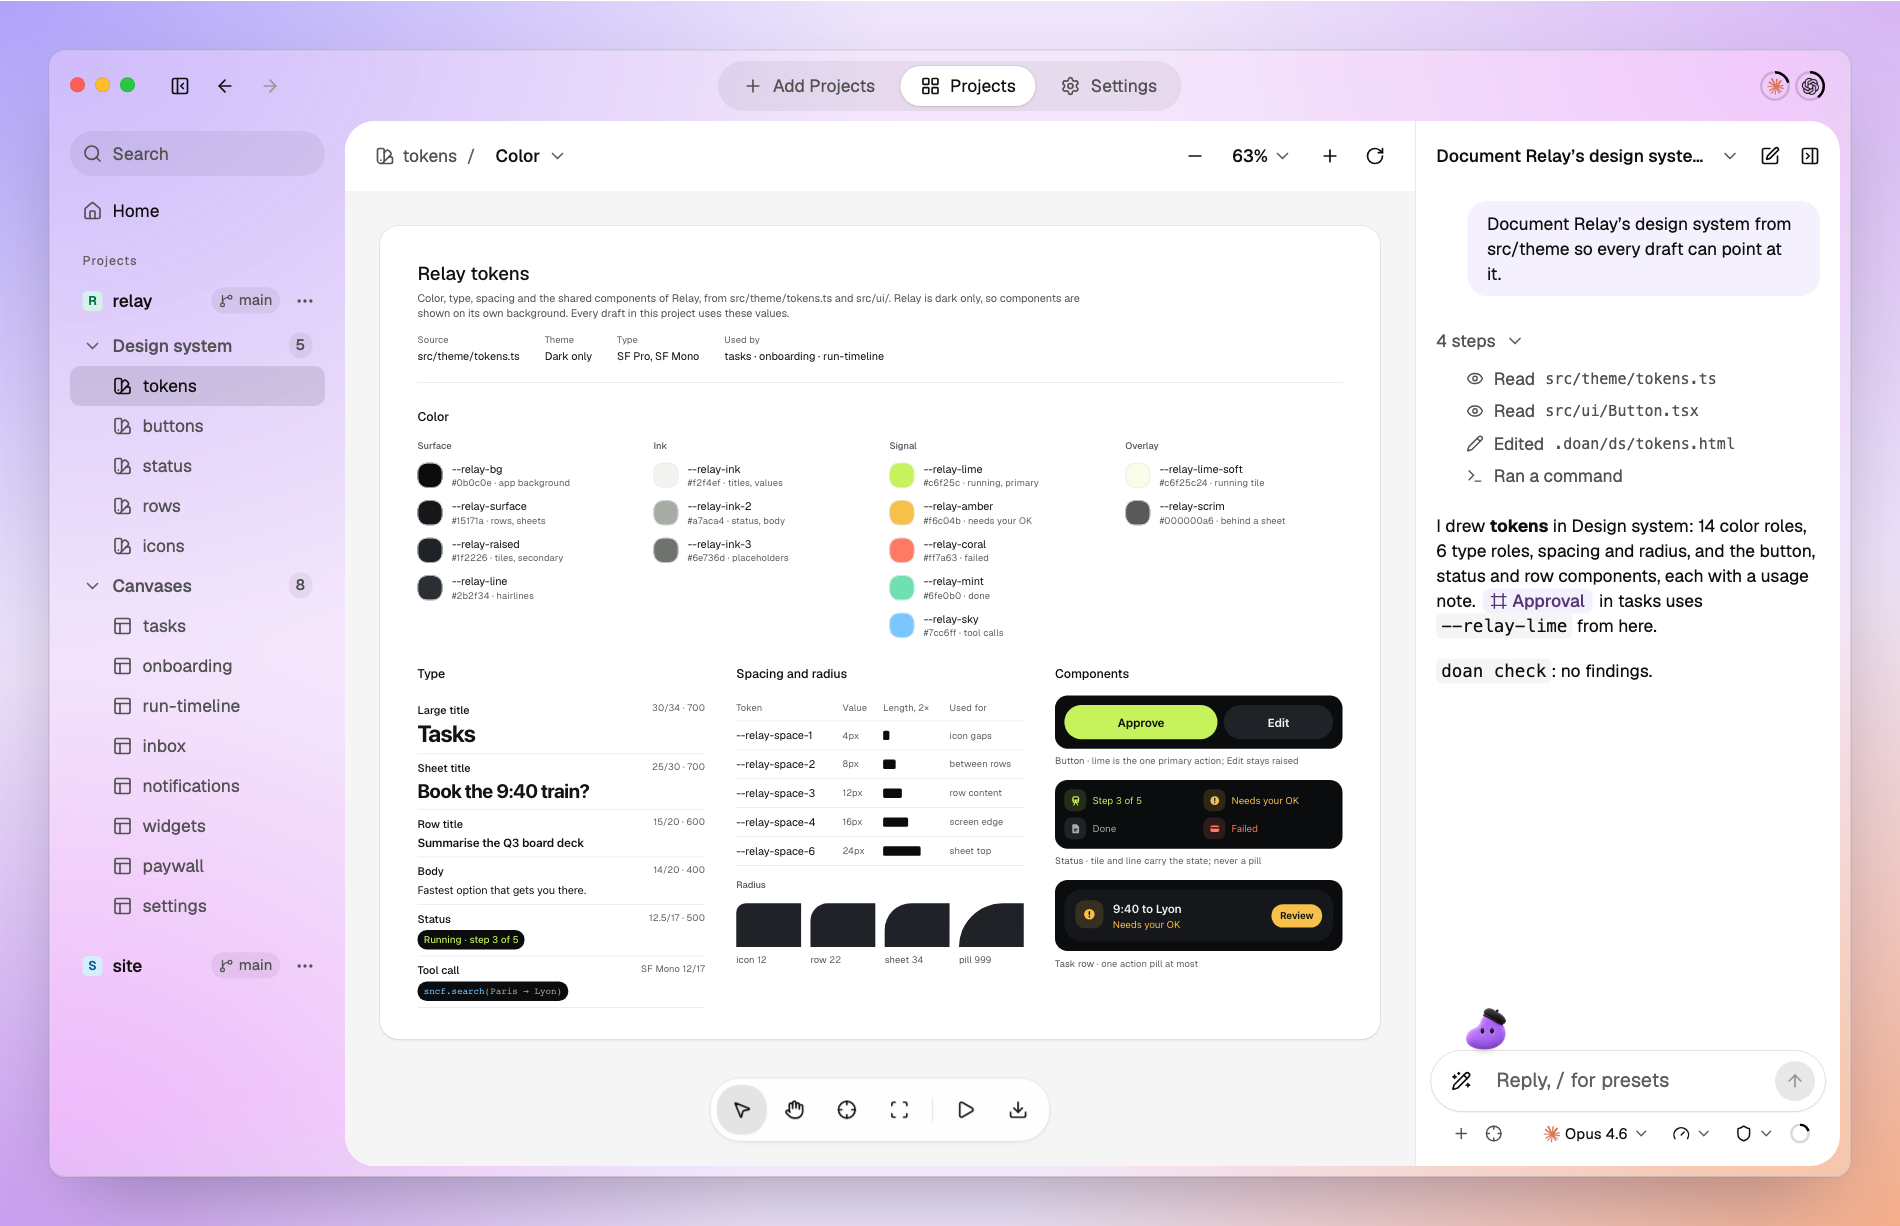 Add Projects
Projects
Settings
Search
Home
Projects
R relay main
Design system 5
tokens
buttons
status
rows
icons
Canvases 8
tasks
onboarding
run-timeline
inbox
notifications
widgets
paywall
settings
S site main
tokens / Color
63%
Relay tokens
Color, type, spacing and the shared components of Relay, from src/theme/tokens.ts and src/ui/. Relay is dark only, so components are
shown on its own background. Every draft in this project uses these values.
Source
src/theme/tokens.ts
Theme
Dark only
Type
SF Pro, SF Mono
Used by
tasks · onboarding · run-timeline
Color
Surface
--relay-bg
#0b0c0e · app background
--relay-surface
#15171a · rows, sheets
--relay-raised
#1f2226 · tiles, secondary
--relay-line
#2b2f34 · hairlines
Ink
--relay-ink
#f2f4ef · titles, values
--relay-ink-2
#a7aca4 · status, body
--relay-ink-3
#6e736d · placeholders
Signal
--relay-lime
#c6f25c · running, primary
--relay-amber
#f6c04b · needs your OK
--relay-coral
#ff7a63 · failed
--relay-mint
#6fe0b0 · done
--relay-sky
#7cc6ff · tool calls
Overlay
--relay-lime-soft
#c6f25c24 · running tile
--relay-scrim
#000000a6 · behind a sheet
Type
Large title 30/34 · 700
Tasks
Sheet title 25/30 · 700
Book the 9:40 train?
Row title 15/20 · 600
Summarise the Q3 board deck
Body 14/20 · 400
Fastest option that gets you there.
Status 12.5/17 · 500
Running · step 3 of 5
Tool call SF Mono 12/17
sncf.search(Paris → Lyon)
Spacing and radius
Token Value Length, 2× Used for
--relay-space-1 4px icon gaps
--relay-space-2 8px between rows
--relay-space-3 12px row content
--relay-space-4 16px screen edge
--relay-space-6 24px sheet top
Radius
icon 12 row 22 sheet 34 pill 999
Components
Approve Edit
Button · lime is the one primary action; Edit stays raised
Step 3 of 5 Needs your OK
Done Failed
Status · tile and line carry the state; never a pill
9:40 to Lyon
Needs your OK
Review
Task row · one action pill at most
Document Relay's design syste...
Document Relay's design system from
src/theme so every draft can point at
it.
4 steps
Read src/theme/tokens.ts
Read src/ui/Button.tsx
Edited .doan/ds/tokens.html
Ran a command
I drew tokens in Design system: 14 color roles,
6 type roles, spacing and radius, and the button,
status and row components, each with a usage
note. Approval in tasks uses
--relay-lime from here.
doan check: no findings.
Reply, / for presets
Opus 4.6